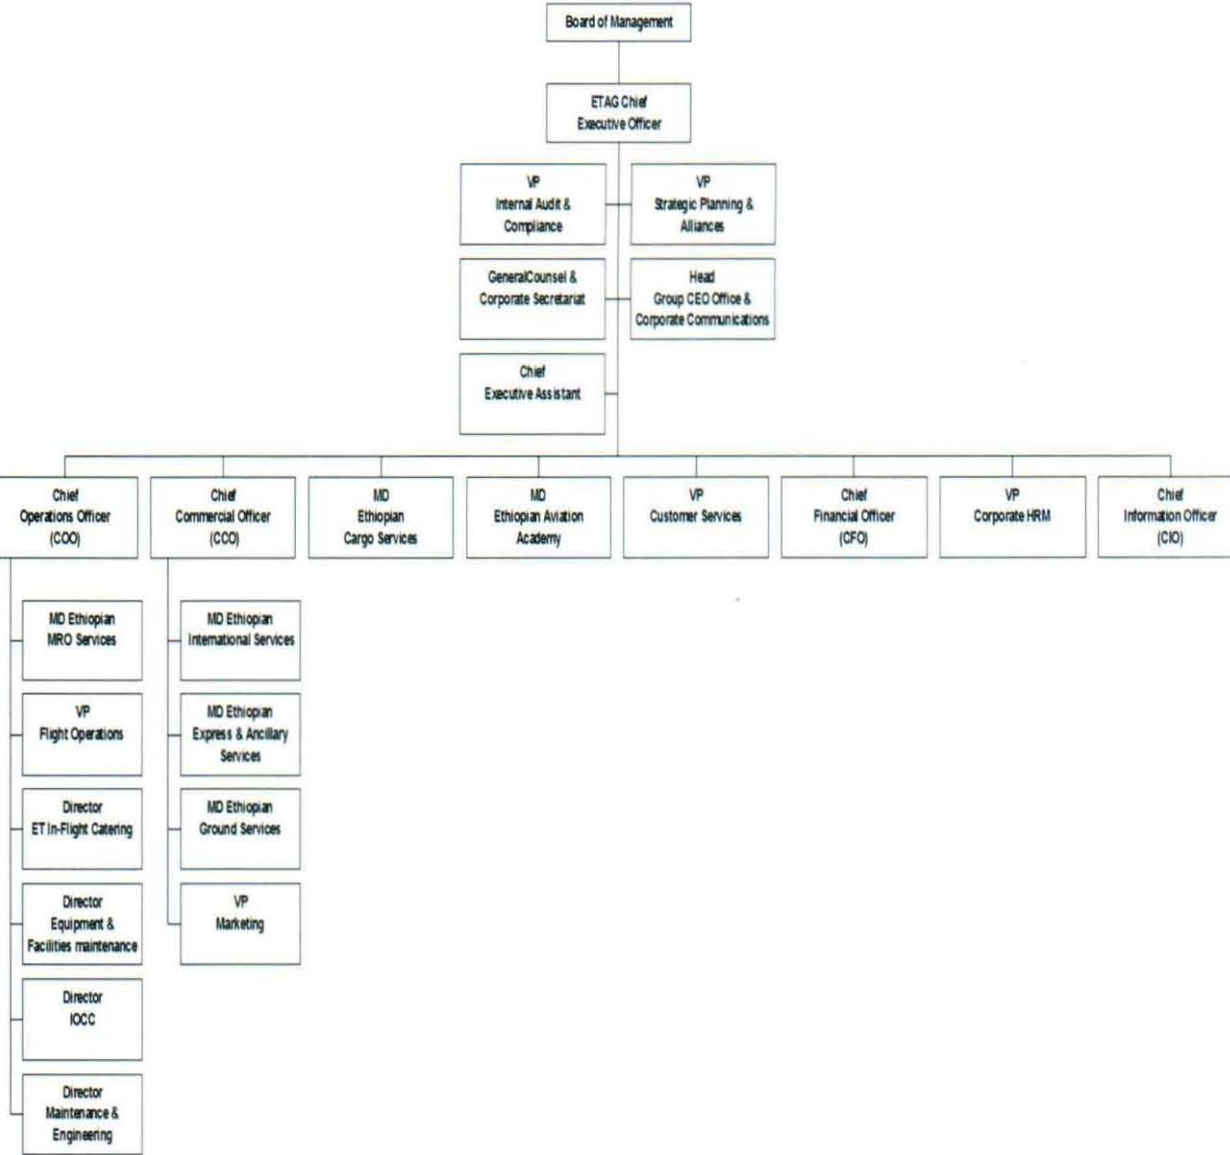 Board of Management
ETAG Chief
Executive Officer
VP
Internal Audit &
Compliance
VP
Strategic Planning &
Alliances
GeneralCounsel &
Corporate Secretariat
Head
Group CEO Office &
Corporate Communications
Chief
Executive Assistant
Chief
Operations Officer
(COO)
Chief
Commercial Officer
(CCO)
MD
Ethiopian
Cargo Services
MD
Ethiopian Aviation
Academy
VP
Customer Services
Chief
Financial Officer
(CFO)
VP
Corporate HRM
Chief
Information Officer
(CIO)
MD Ethiopian
MRO Services
VP
Flight Operations
Director
ET In-Flight Catering
Director
Equipment &
Facilities maintenance
Director
IOCC
Director
Maintenance &
Engineering
MD Ethiopian
International Services
MD Ethiopian
Express & Ancillary
Services
MD Ethiopian
Ground Services
VP
Marketing